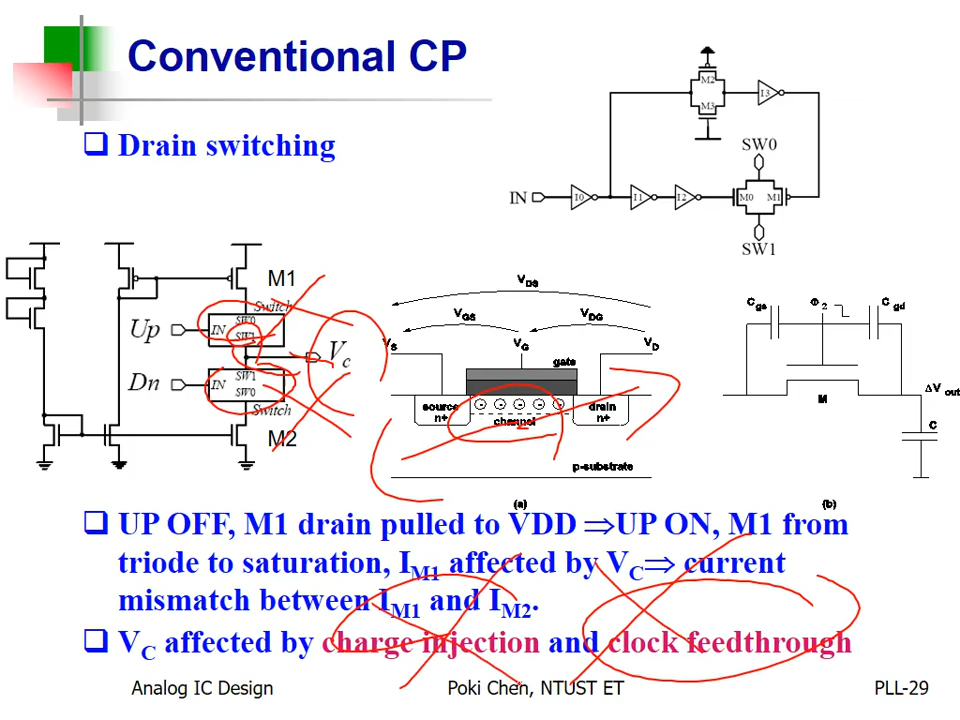 Conventional CP
❑ Drain switching
M2
M3
I3
SW0
IN
I0
I1
I2
M0
M1
SW1
M1
Switch
Up
IN
SW0
SW1
Vc
Dn
IN
SW1
SW0
Switch
M2
VDS
VGS
VDG
VS
VG
VD
gate
source
n+
channel
drain
n+
p-substrate
(a)
Cgs
Φ2
Cgd
M
ΔVout
C
(b)
❑ UP OFF, M1 drain pulled to VDD ⇒UP ON, M1 from
triode to saturation, IM1 affected by VC⇒ current
mismatch between IM1 and IM2.
❑ VC affected by charge injection and clock feedthrough
Analog IC Design
Poki Chen, NTUST ET
PLL-29